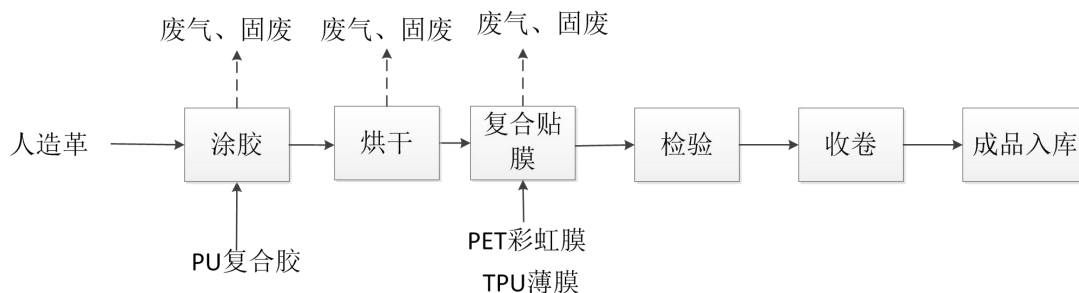 废气、固废
废气、固废
废气、固废
人造革
涂胶
烘干
复合贴
膜
检验
收卷
成品入库
PU复合胶
PET彩虹膜
TPU薄膜